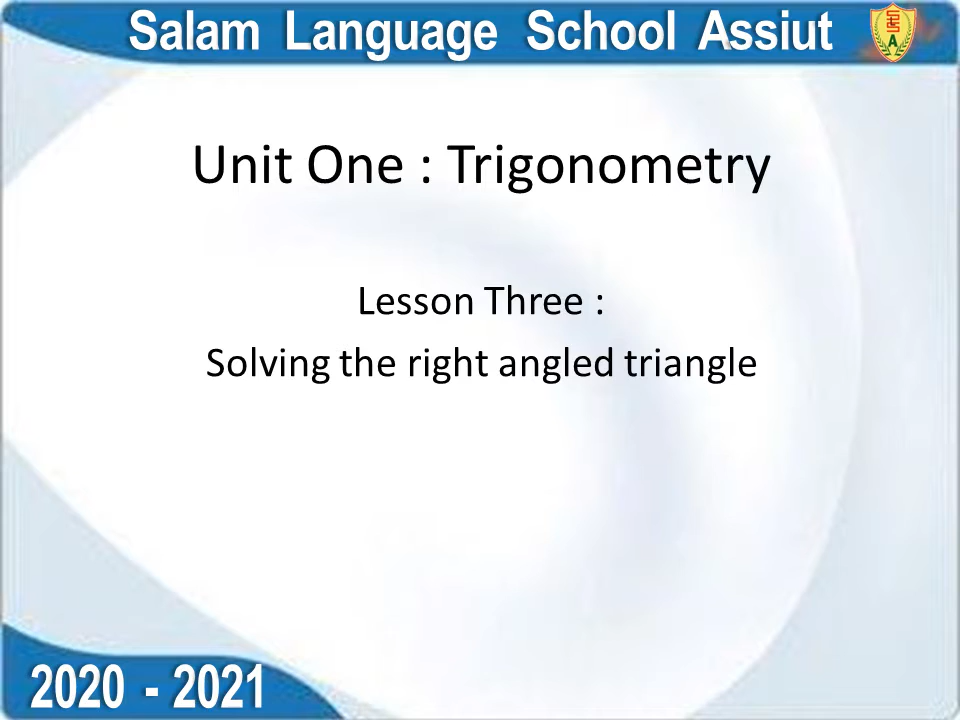 Salam Language School Assiut
A
Unit One : Trigonometry
Lesson Three :
Solving the right angled triangle
2020 - 2021